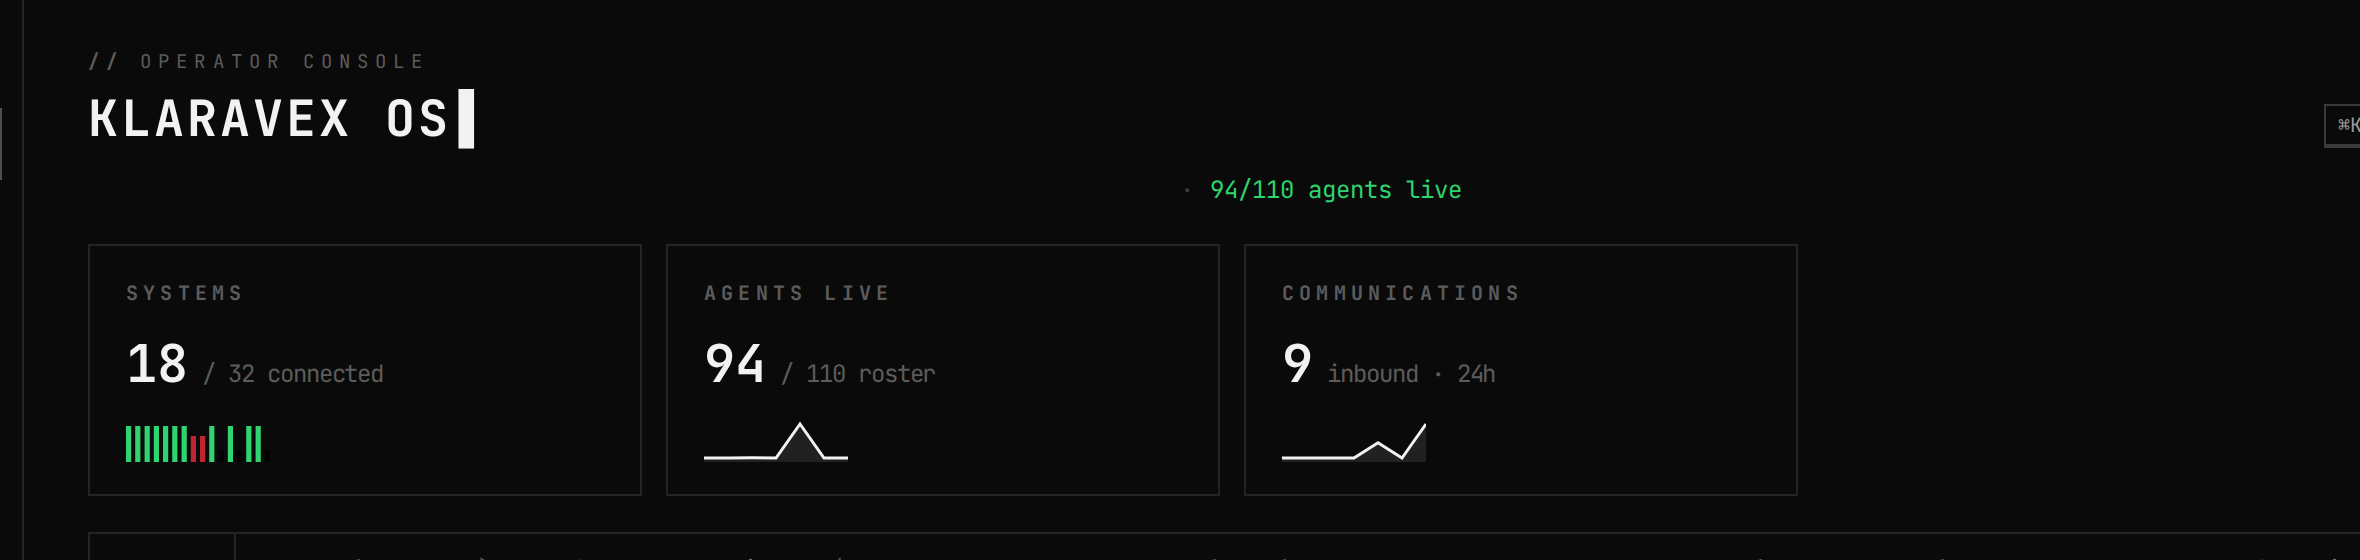 // OPERATOR CONSOLE
KLARAVEX OS
⌘K
· 94/110 agents live
SYSTEMS
18 / 32 connected
AGENTS LIVE
94 / 110 roster
COMMUNICATIONS
9 inbound · 24h